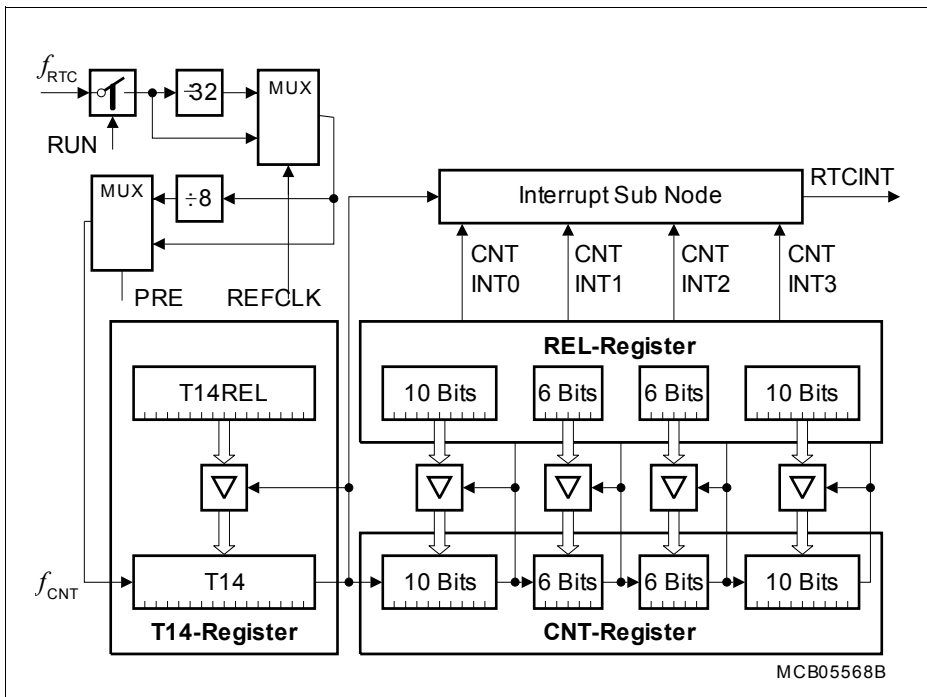 fRTC
RUN
÷32
MUX
MUX
÷8
PRE
REFCLK
Interrupt Sub Node
RTCINT
CNT INT0
CNT INT1
CNT INT2
CNT INT3
REL-Register
T14REL
10 Bits
6 Bits
6 Bits
10 Bits
fCNT
T14
10 Bits
6 Bits
6 Bits
10 Bits
T14-Register
CNT-Register
MCB05568B